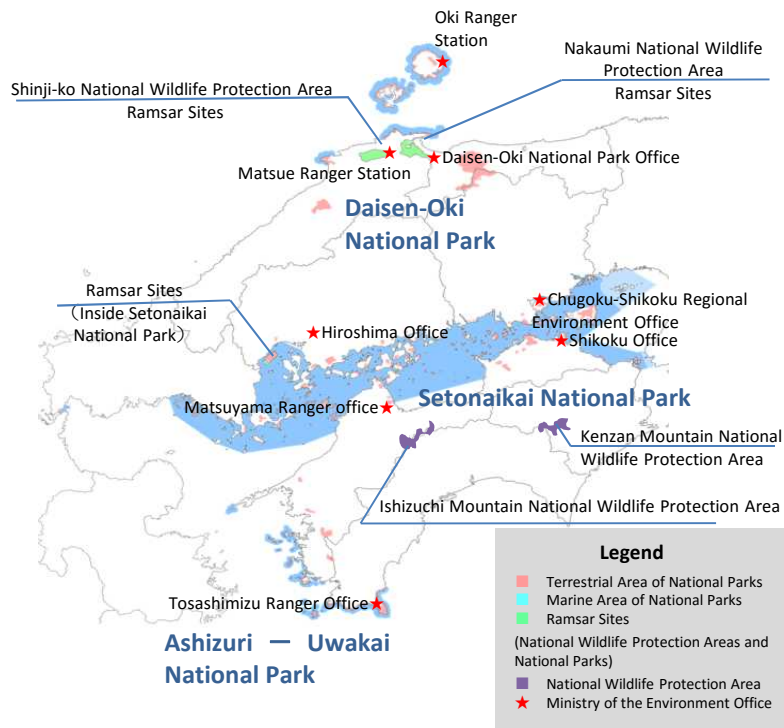 Oki Ranger
Station
Nakaumi National Wildlife
Protection Area
Ramsar Sites
Shinji-ko National Wildlife Protection Area
Ramsar Sites
Matsue Ranger Station
Daisen-Oki National Park Office
Daisen-Oki
National Park
Ramsar Sites
（Inside Setonaikai
National Park）
Hiroshima Office
Chugoku-Shikoku Regional
Environment Office
Shikoku Office
Matsuyama Ranger office
Setonaikai National Park
Kenzan Mountain National
Wildlife Protection Area
Ishizuchi Mountain National Wildlife Protection Area
Tosashimizu Ranger Office
Ashizuri － Uwakai
National Park
Legend
Terrestrial Area of National Parks
Marine Area of National Parks
Ramsar Sites
(National Wildlife Protection Areas and
National Parks)
National Wildlife Protection Area
Ministry of the Environment Office